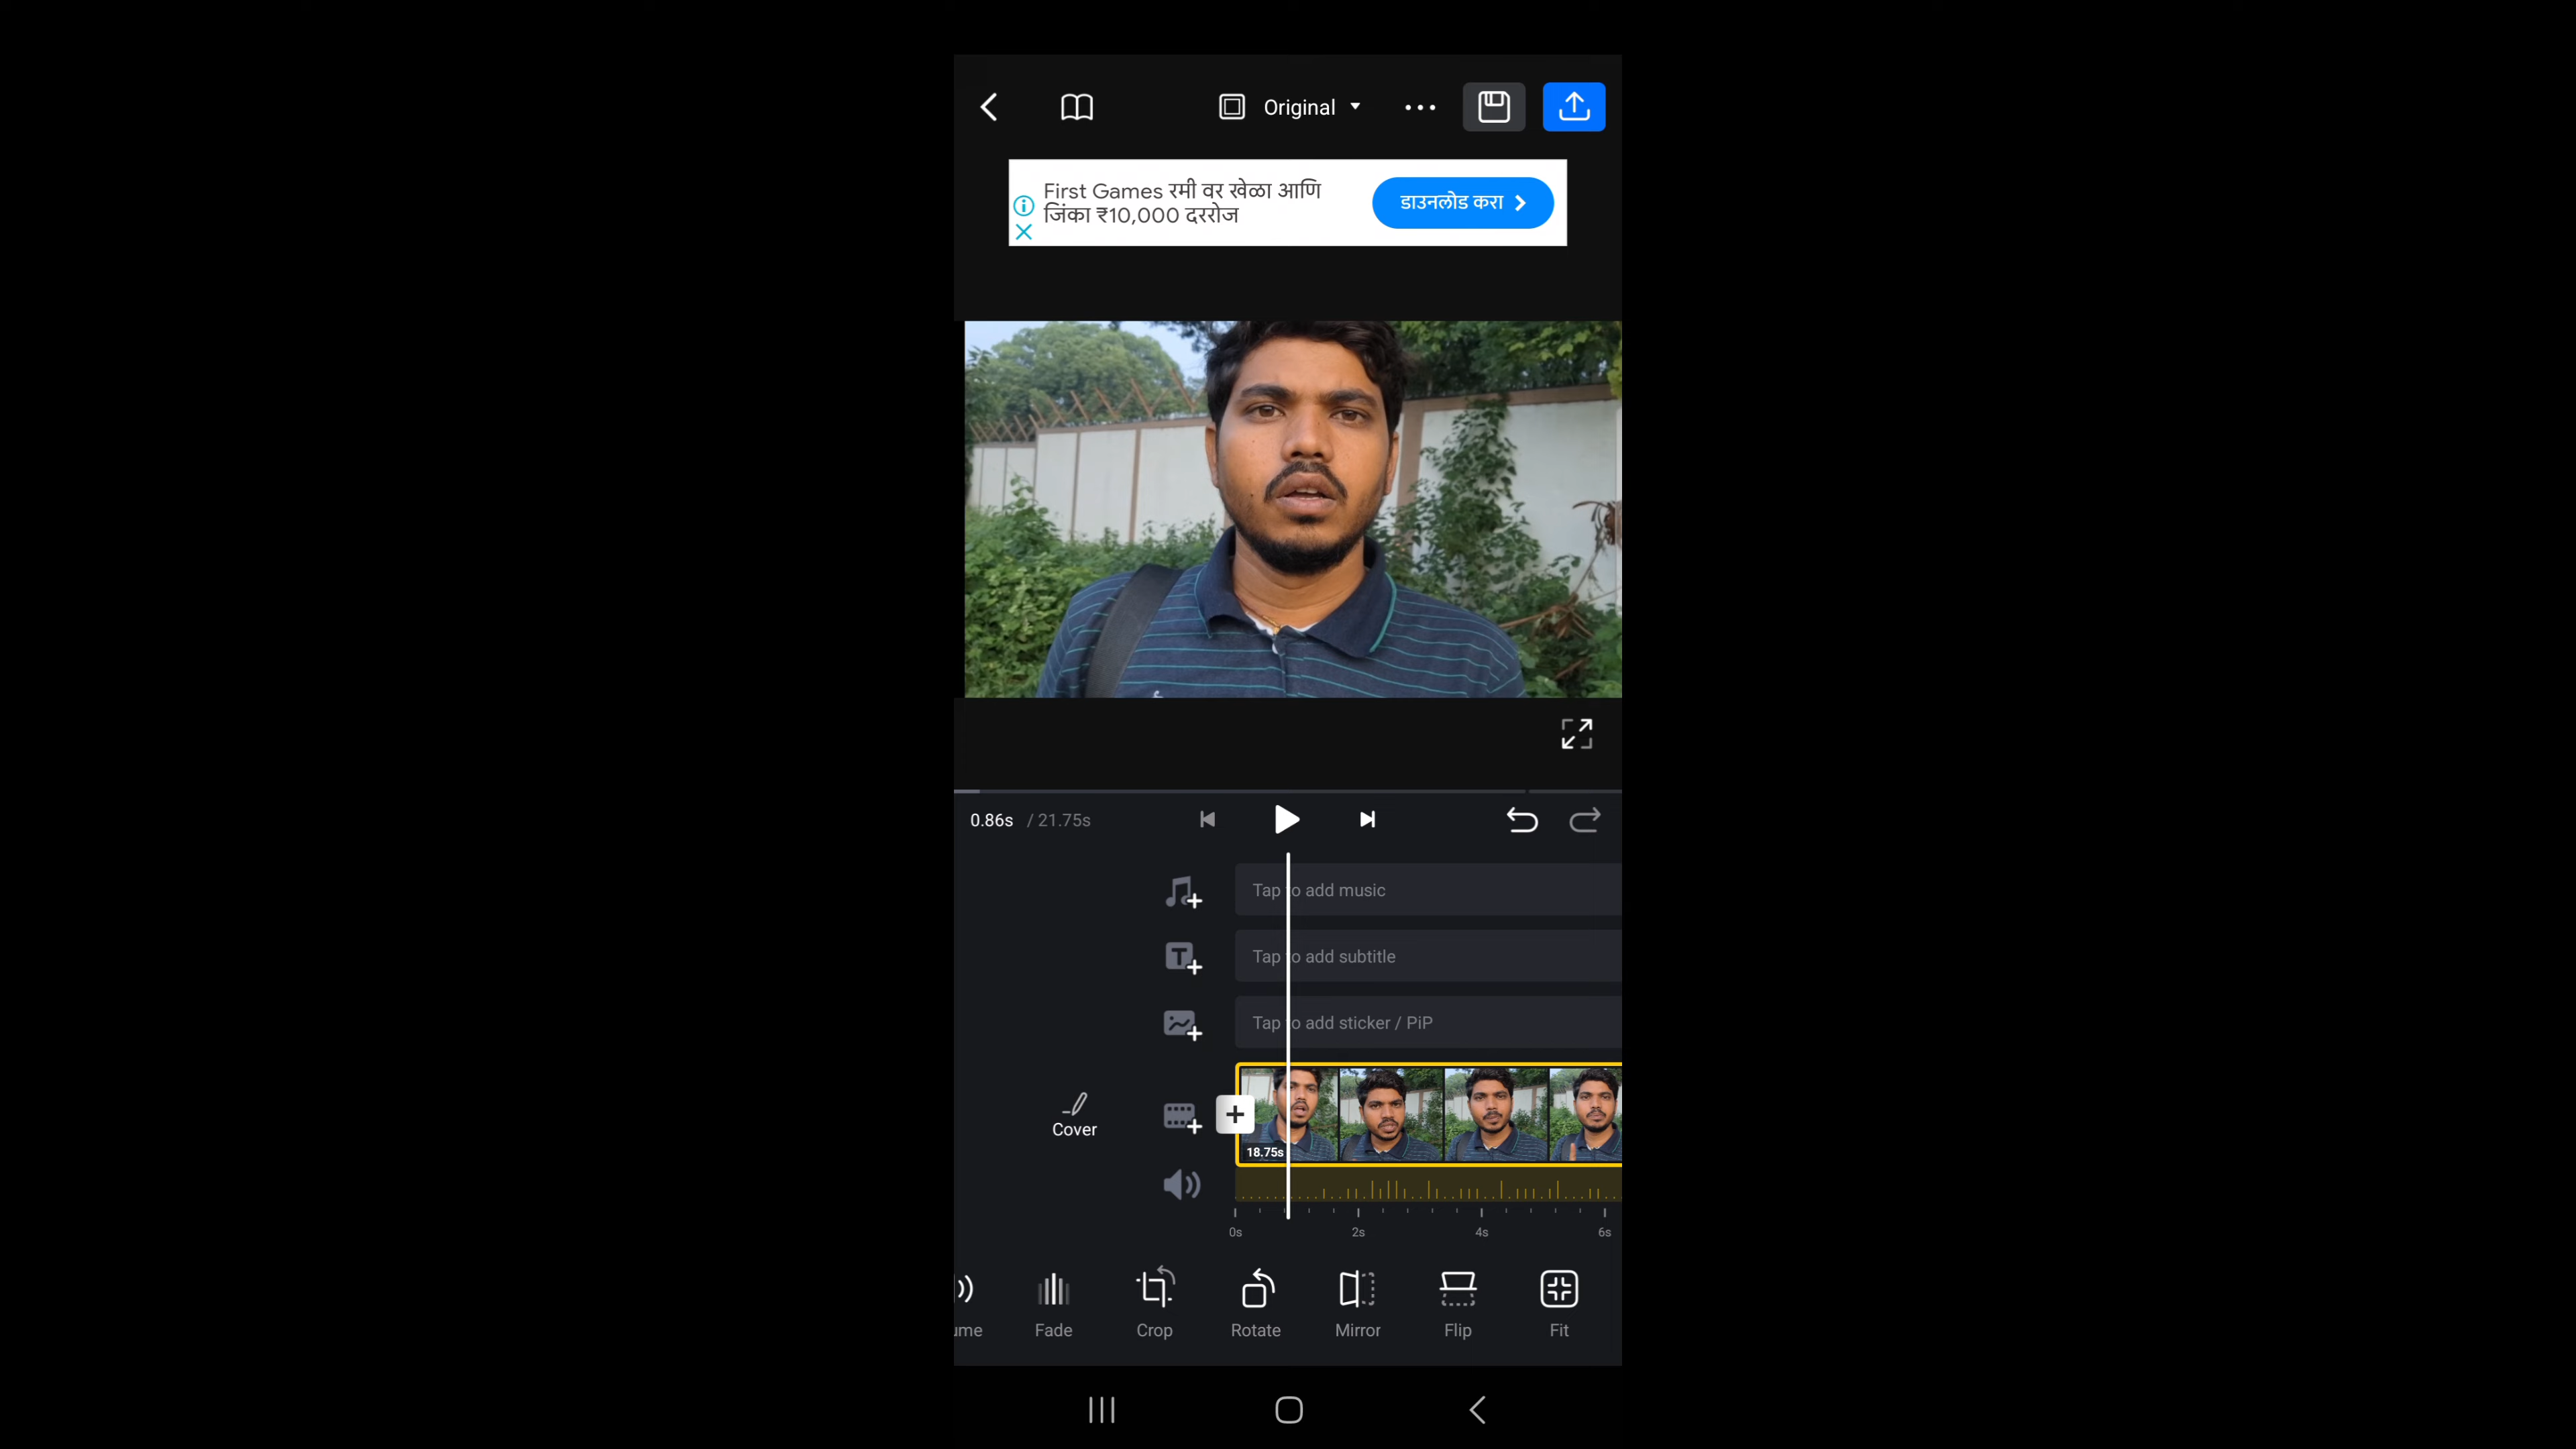 Original
First Games रमी वर खेळा आणि
जिंका ₹10,000 दररोज
डाउनलोड करा
0.86s / 21.75s
Tap to add music
Tap to add subtitle
Tap to add sticker / PiP
Cover
18.75s
0s 2s 4s 6s
ume Fade Crop Rotate Mirror Flip Fit